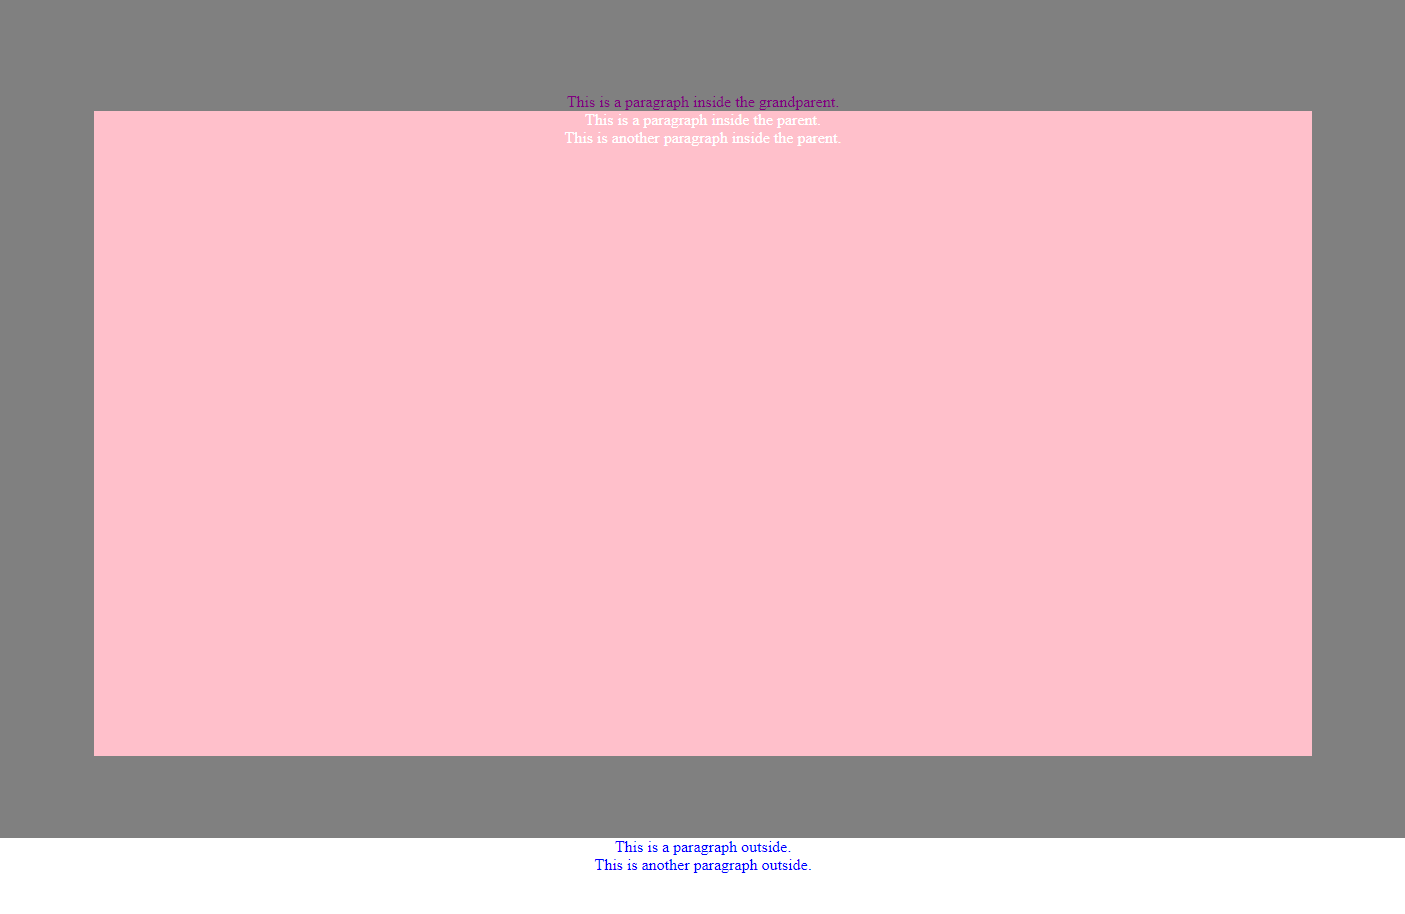 This is a paragraph inside the grandparent.
This is a paragraph inside the parent.
This is another paragraph inside the parent.
This is a paragraph outside.
This is another paragraph outside.